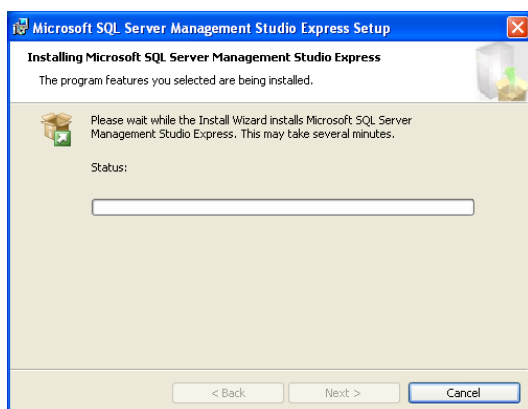 Microsoft SQL Server Management Studio Express Setup
Installing Microsoft SQL Server Management Studio Express
The program features you selected are being installed.
Please wait while the Install Wizard installs Microsoft SQL Server
Management Studio Express. This may take several minutes.
Status:
< Back
Next >
Cancel